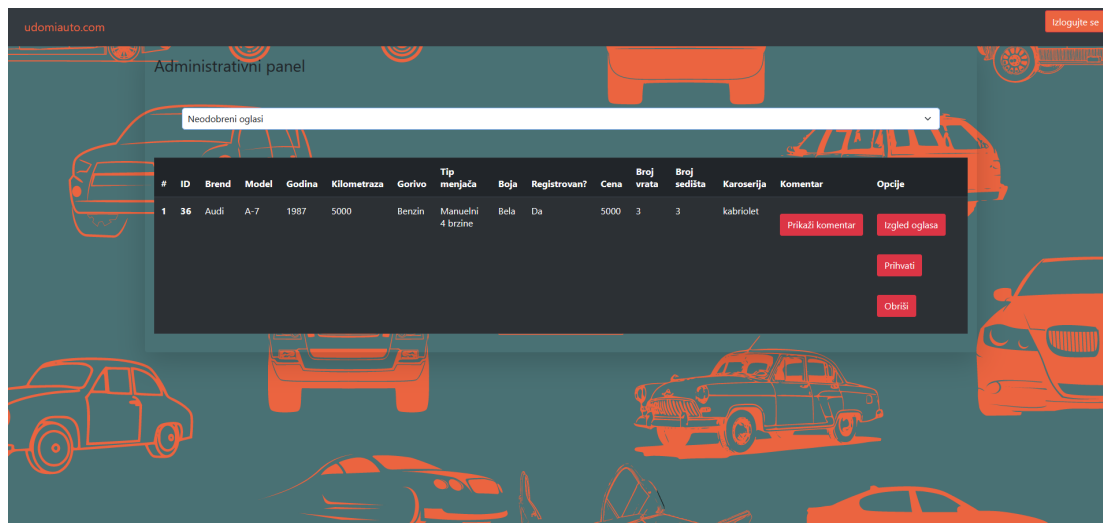 udomiauto.com
Izlogujte se
Administrativni panel
Neodobreni oglasi
# ID Brend Model Godina Kilometraza Gorivo Tip menjača Boja Registrovan? Cena Broj vrata Broj sedišta Karoserija Komentar Opcije
1 36 Audi A-7 1987 5000 Benzin Manuelni 4 brzine Bela Da 5000 3 3 kabriolet Prikaži komentar Izgled oglasa
Prihvati
Obriši